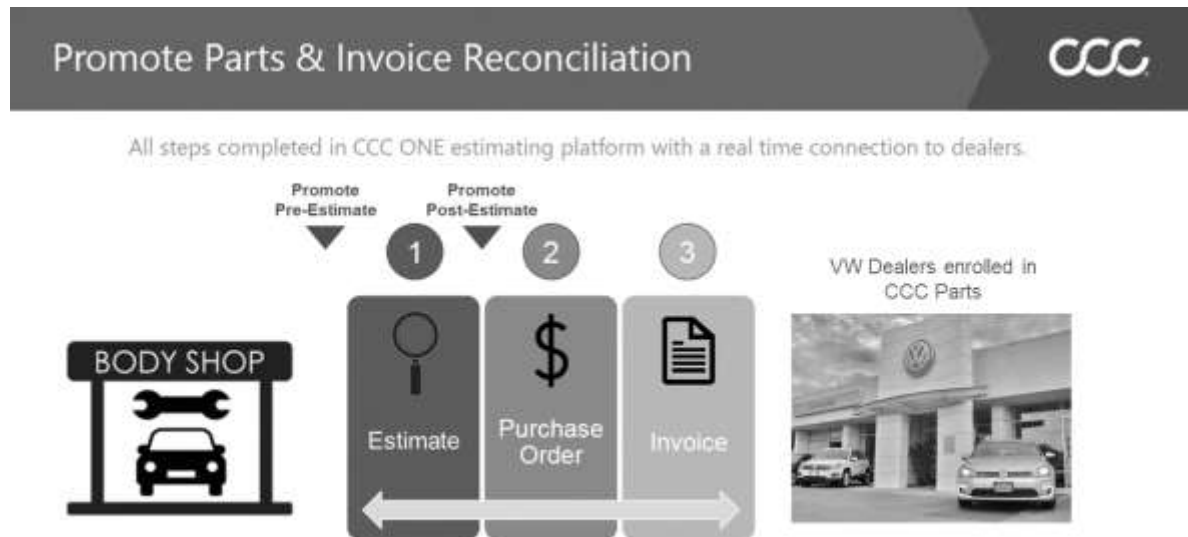 Promote Parts & Invoice Reconciliation
CCC
All steps completed in CCC ONE estimating platform with a real time connection to dealers.
Promote
Pre-Estimate
Promote
Post-Estimate
1
2
3
VW Dealers enrolled in
CCC Parts
BODY SHOP
Estimate
Purchase
Order
Invoice